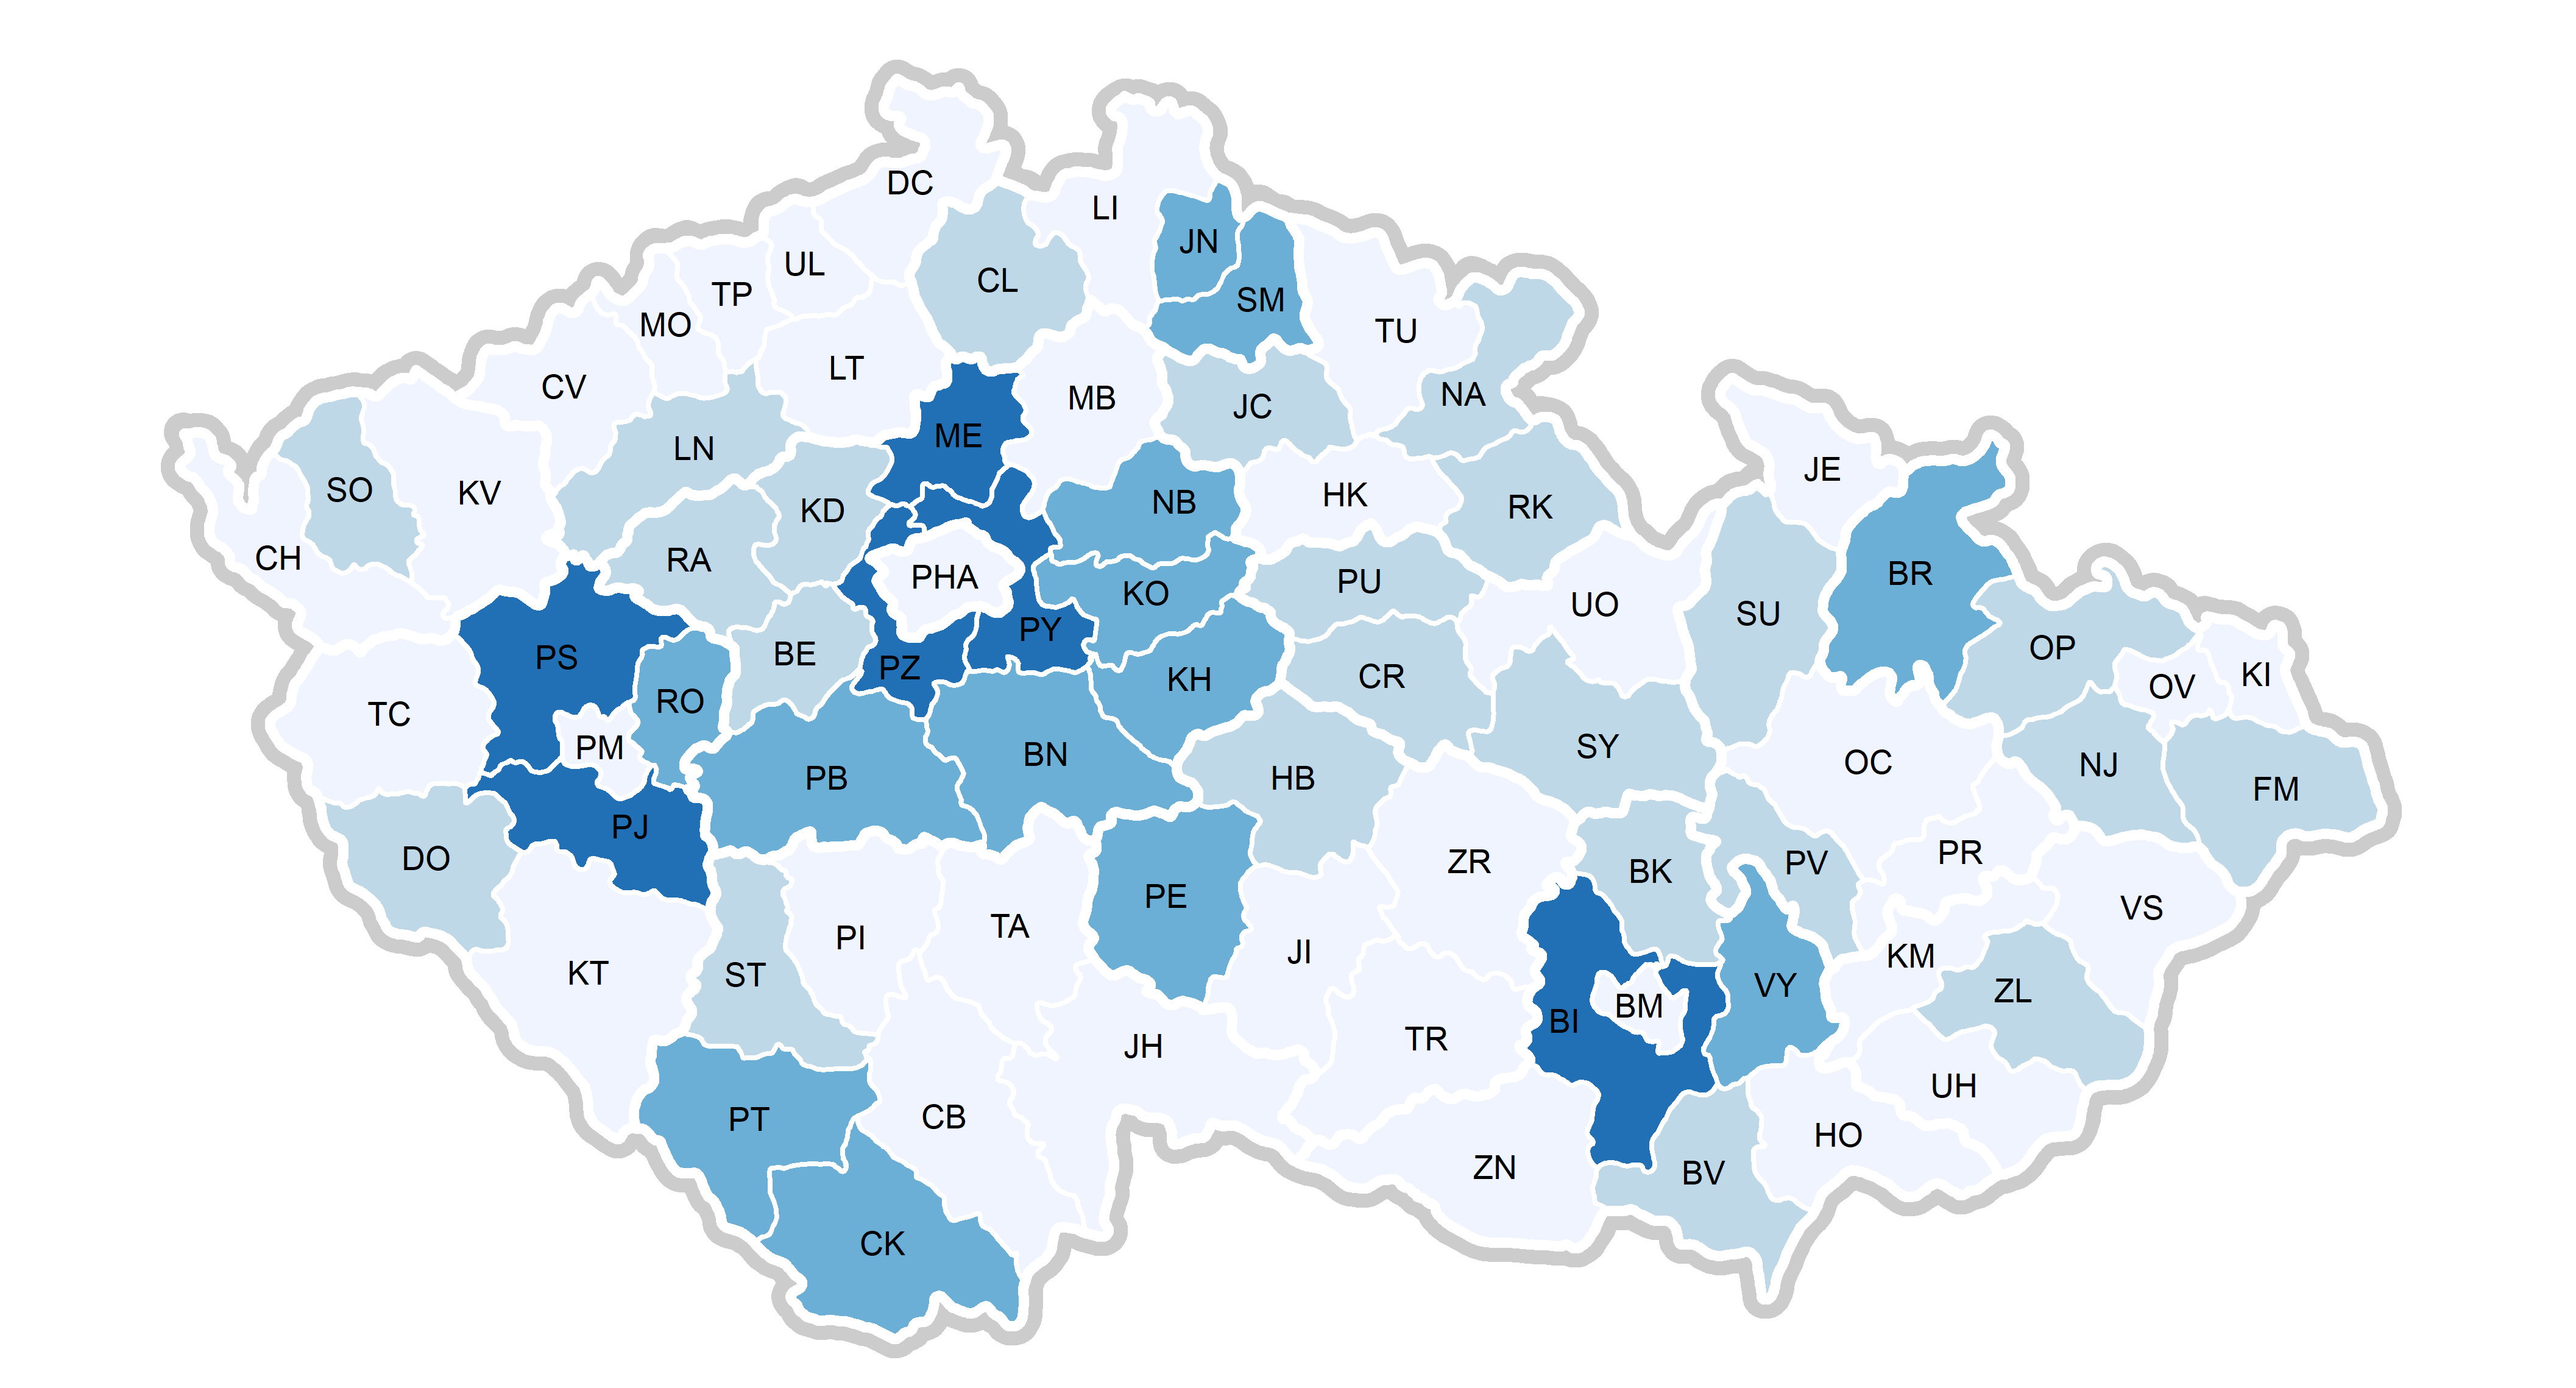 DC
LI
JN
UL
CL
TP
SM
MO
TU
LT
CV
NA
MB
JC
ME
LN
JE
SO
KV
HK
NB
RK
KD
CH
RA
BR
PHA
PU
KO
UO
SU
PY
OP
BE
PS
PZ
KH
CR
KI
OV
RO
TC
PM
SY
BN
OC
NJ
PB
HB
FM
PJ
PR
DO
ZR
PV
BK
PE
VS
TA
PI
JI
KM
KT
ST
VY
ZL
BM
BI
TR
JH
UH
CB
PT
HO
ZN
BV
CK